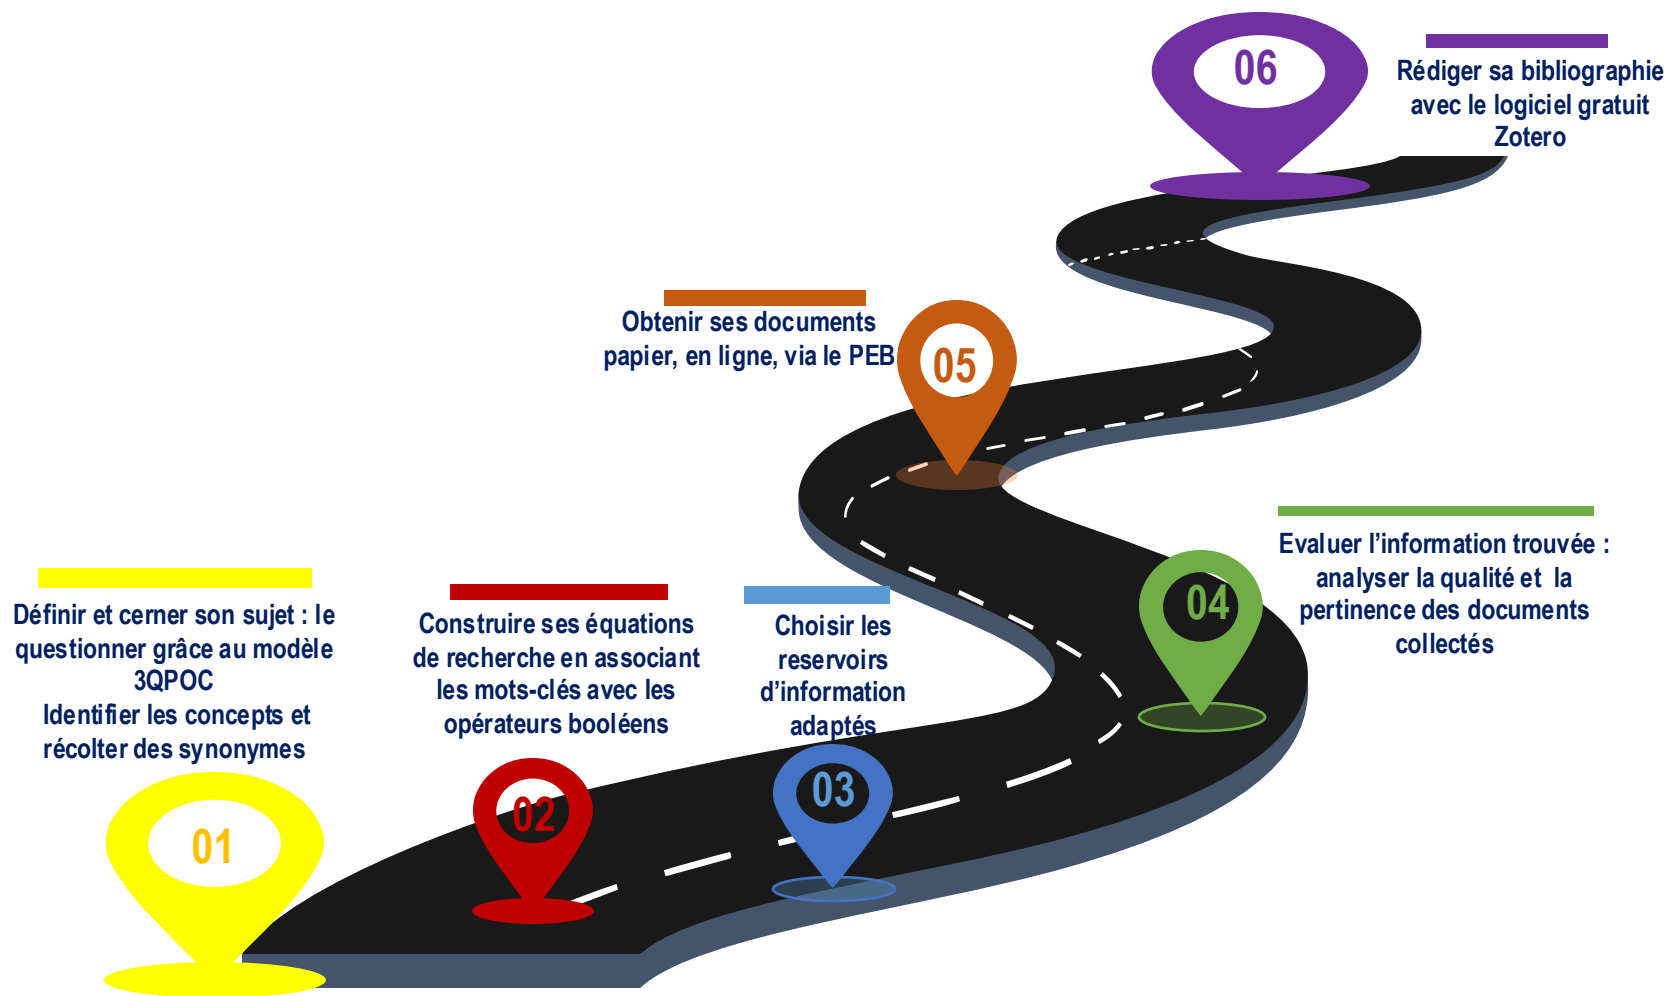 Définir et cerner son sujet : le
questionner grâce au modèle
3QPOC
Identifier les concepts et
récolter des synonymes
01
Construire ses équations
de recherche en associant
les mots-clés avec les
opérateurs booléens
02
Choisir les
reservoirs
d’information
adaptés
03
Evaluer l’information trouvée :
analyser la qualité et la
pertinence des documents
collectés
04
Obtenir ses documents
papier, en ligne, via le PEB
05
Rédiger sa bibliographie
avec le logiciel gratuit
Zotero
06